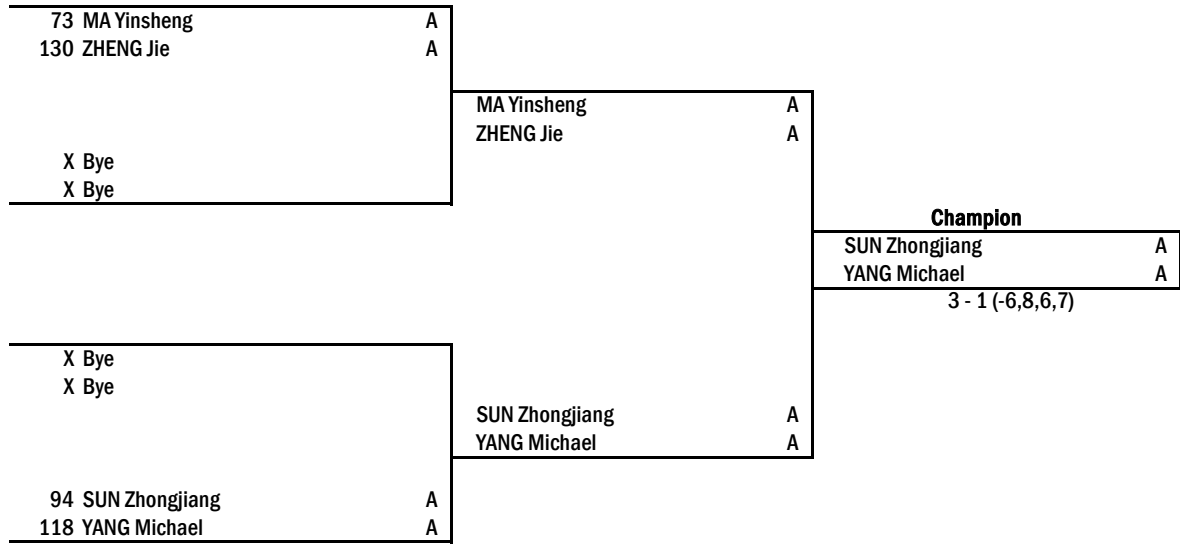 73 MA Yinsheng A
130 ZHENG Jie A
MA Yinsheng A
ZHENG Jie A
X Bye
X Bye
Champion
SUN Zhongjiang A
YANG Michael A
3 - 1 (-6,8,6,7)
X Bye
X Bye
SUN Zhongjiang A
YANG Michael A
94 SUN Zhongjiang A
118 YANG Michael A